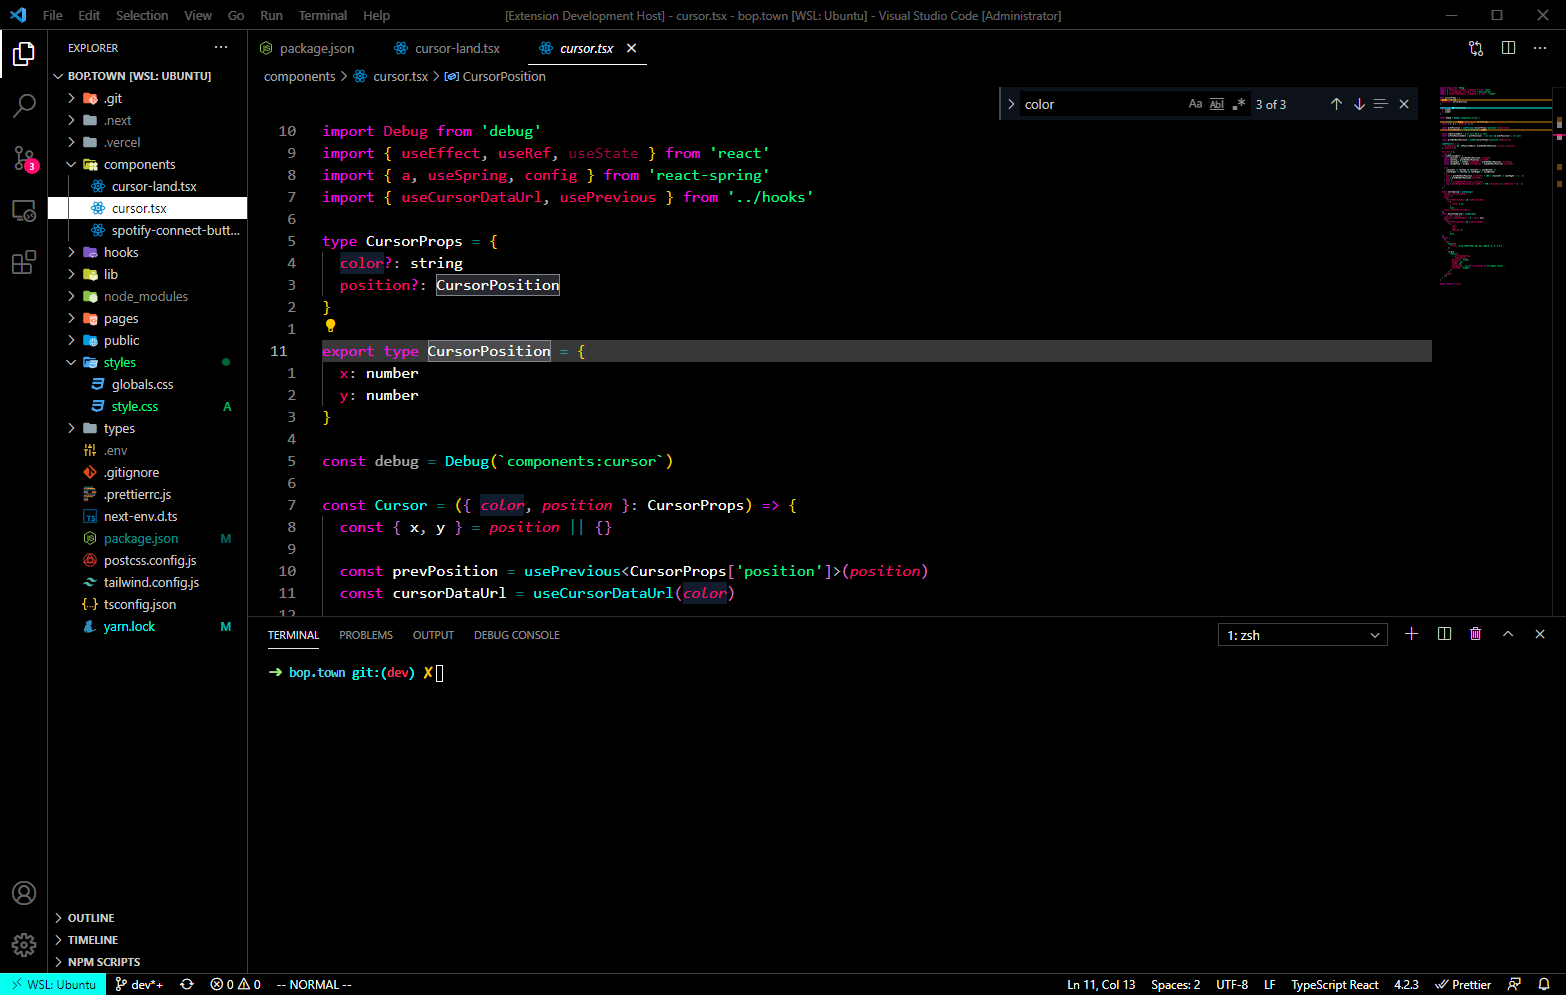 File Edit Selection View Go Run Terminal Help
[Extension Development Host] - cursor.tsx - bop.town [WSL: Ubuntu] - Visual Studio Code [Administrator]
EXPLORER
BOP.TOWN [WSL: UBUNTU]
.git
.next
.vercel
components
cursor-land.tsx
cursor.tsx
spotify-connect-butt...
hooks
lib
node_modules
pages
public
styles
globals.css
style.css A
types
.env
.gitignore
.prettierrc.js
next-env.d.ts
package.json M
postcss.config.js
tailwind.config.js
tsconfig.json
yarn.lock M
OUTLINE
TIMELINE
NPM SCRIPTS
3
package.json cursor-land.tsx cursor.tsx
components > cursor.tsx > CursorPosition
color Aa Abl .* 3 of 3
10 import Debug from 'debug'
9 import { useEffect, useRef, useState } from 'react'
8 import { a, useSpring, config } from 'react-spring'
7 import { useCursorDataUrl, usePrevious } from '../hooks'
6
5 type CursorProps = {
4 color?: string
3 position?: CursorPosition
2 }
1
11 export type CursorPosition = {
1 x: number
2 y: number
3 }
4
5 const debug = Debug(`components:cursor`)
6
7 const Cursor = ({ color, position }: CursorProps) => {
8 const { x, y } = position || {}
9
10 const prevPosition = usePrevious<CursorProps['position']>(position)
11 const cursorDataUrl = useCursorDataUrl(color)
12
TERMINAL PROBLEMS OUTPUT DEBUG CONSOLE
1: zsh
➜ bop.town git:(dev) ✗
WSL: Ubuntu dev*+ 0 0 -- NORMAL --
Ln 11, Col 13 Spaces: 2 UTF-8 LF TypeScript React 4.2.3 Prettier